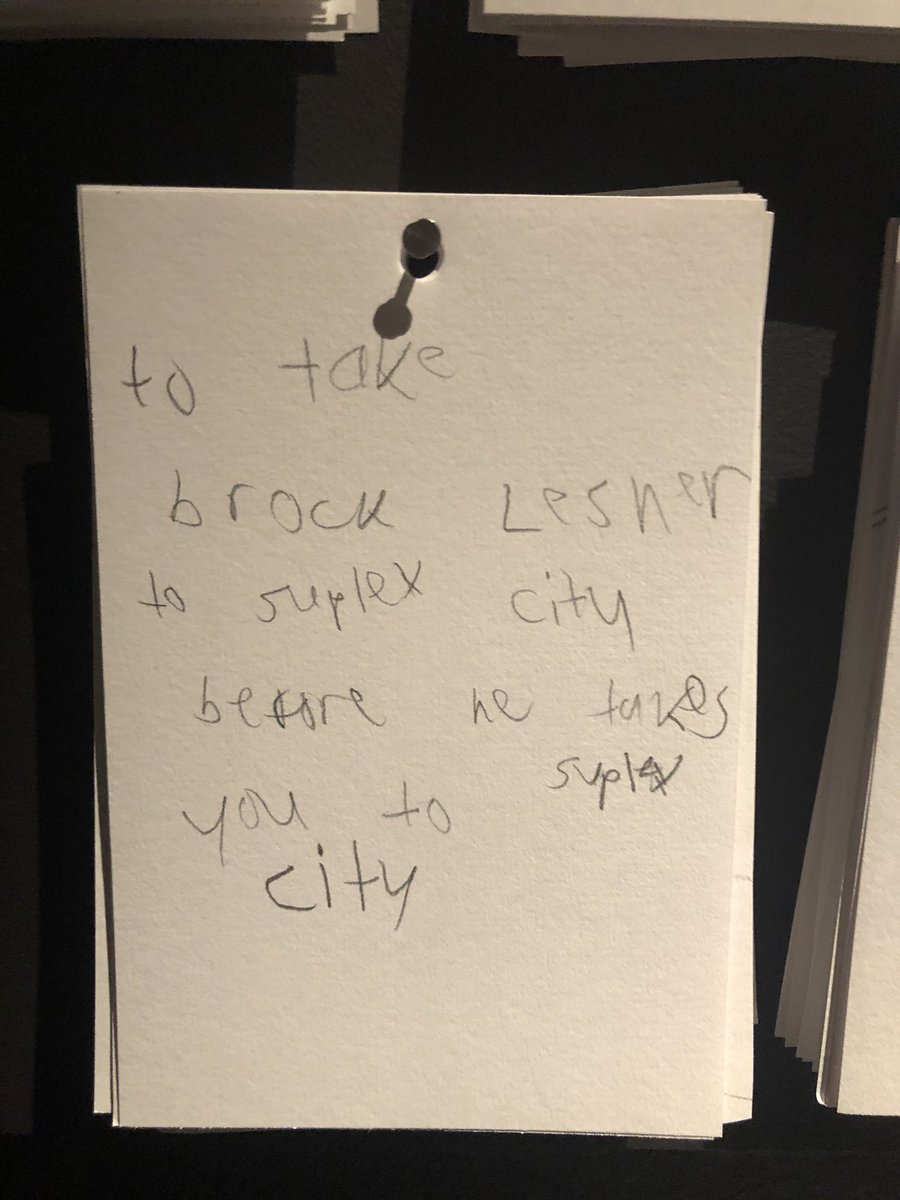 to take
brock Lesner
to suplex city
before he takes
you to suplex
city